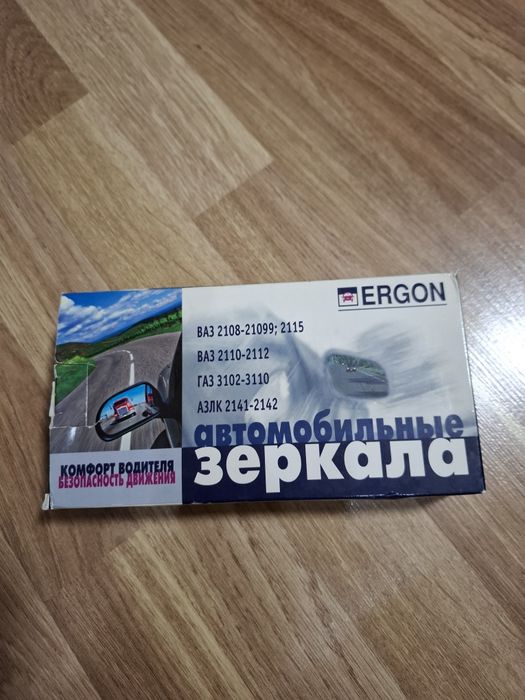 ERGON
ВАЗ 2108-21099; 2115
ВАЗ 2110-2112
ГАЗ 3102-3110
АЗЛК 2141-2142
автомобильные
зеркала
КОМФОРТ ВОДИТЕЛЯ
БЕЗОПАСНОСТЬ ДВИЖЕНИЯ